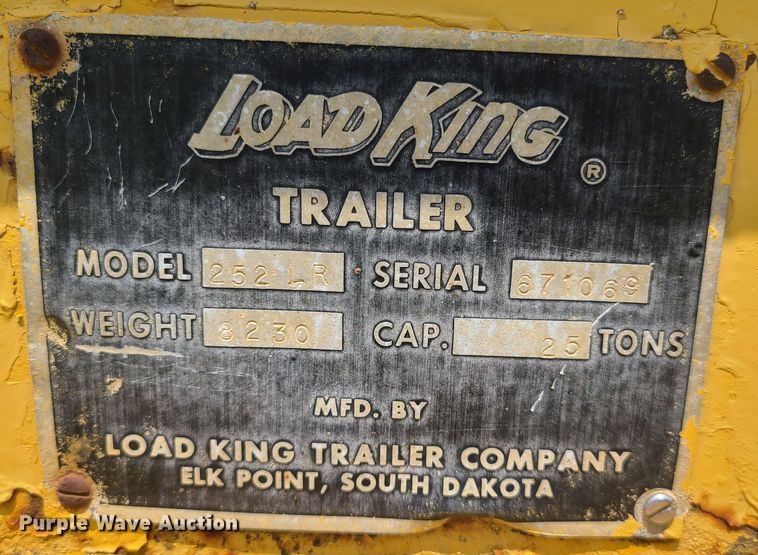 LOAD KING ®
TRAILER
MODEL 252 LR SERIAL 671069
WEIGHT 8230 CAP. 25 TONS
MFD. BY
LOAD KING TRAILER COMPANY
ELK POINT, SOUTH DAKOTA
Purple Wave Auction